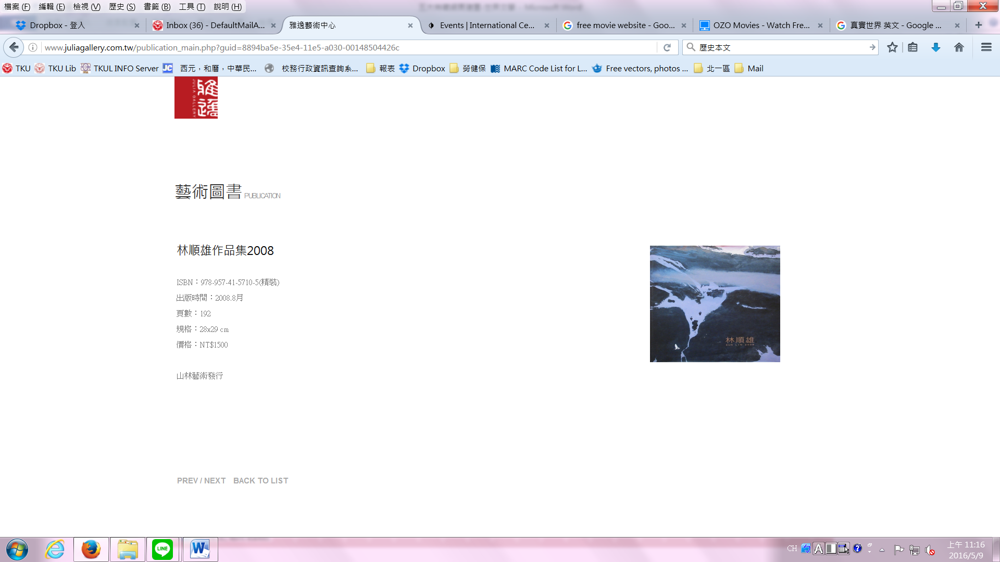 檔案 (F) 編輯 (E) 檢視 (V) 歷史 (S) 書籤 (B) 工具 (T) 說明 (H)
Dropbox - 登入 Inbox (36) - DefaultMailA... 雅逸藝術中心 Events | International Ce... free movie website - Goo... OZO Movies - Watch Fre... 真實世界 英文 - Google ...
www.juliagallery.com.tw/publication_main.php?guid=8894ba5e-35e4-11e5-a030-00148504426c 歷史本文
TKU TKU Lib TKUL INFO Server 西元，和曆，中華民... 校務行政資訊查詢系... 報表 Dropbox 勞健保 MARC Code List for L... Free vectors, photos ... 北一區 Mail
雅逸
JULIA GALLERY
藝術圖書 PUBLICATION
林順雄作品集2008
ISBN：978-957-41-5710-5(精裝)
出版時間：2008.8月
頁數：192
規格：28x29 cm
價格：NT$1500
山林藝術發行
林順雄
SUN LIN 2008
PREV / NEXT BACK TO LIST
LINE
CH
上午 11:16
2016/5/9